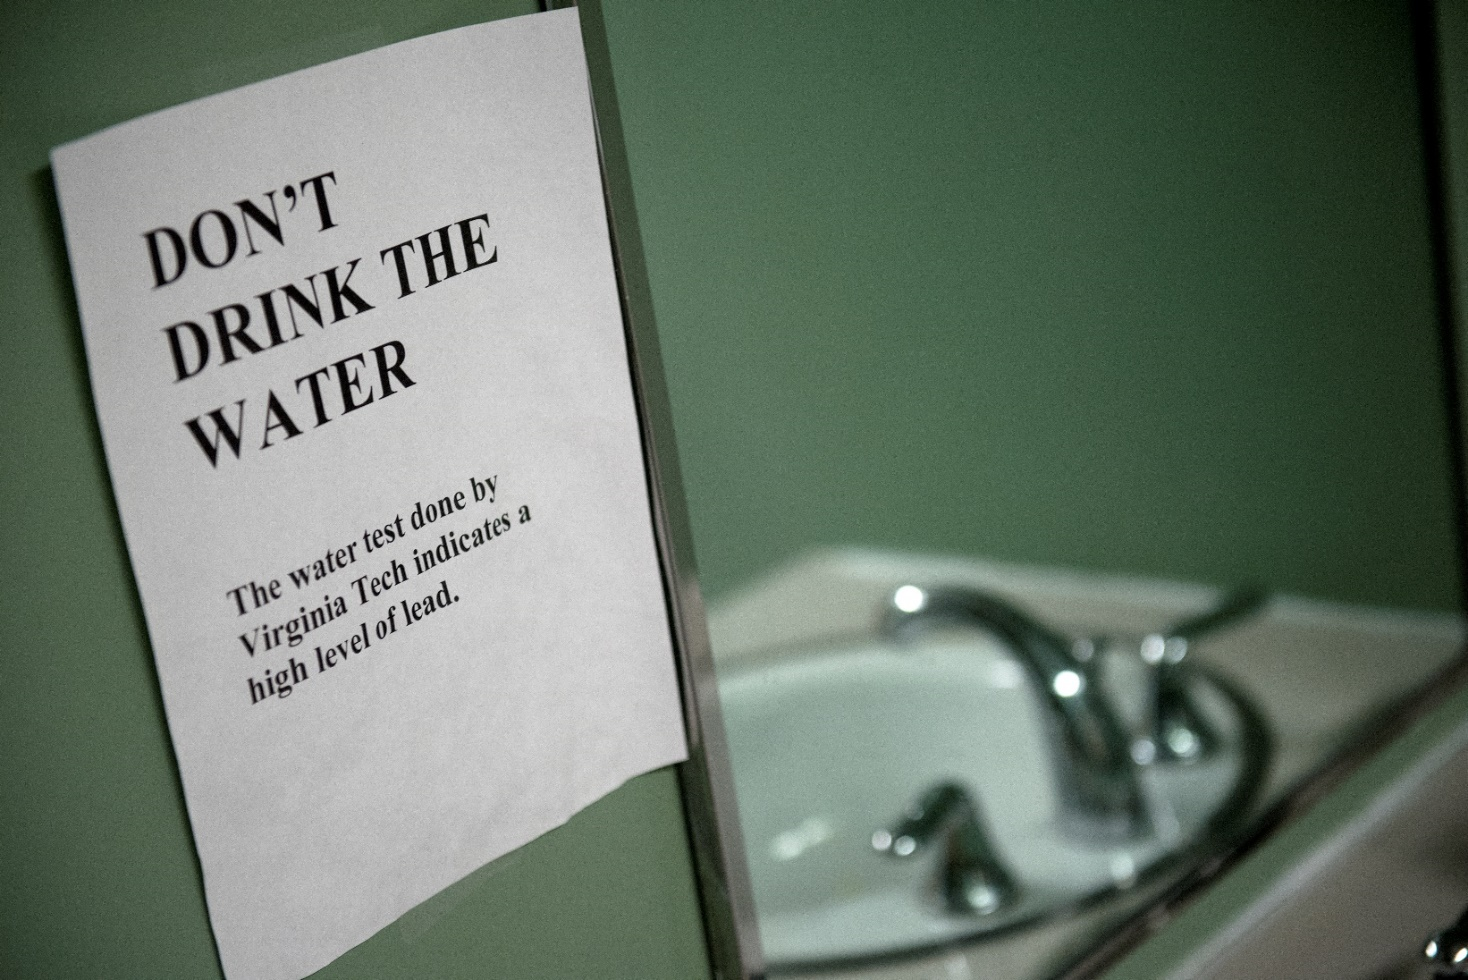 DON'T
DRINK THE
WATER
The water test done by
Virginia Tech indicates a
high level of lead.